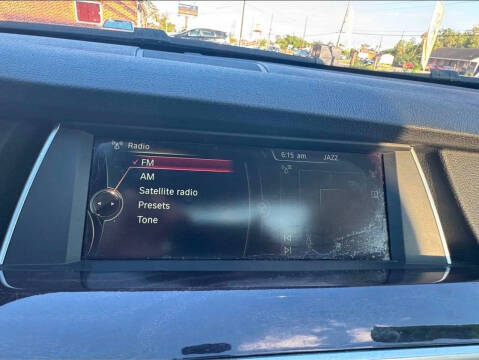 Radio
6:15 am JAZZ
FM
AM
Satellite radio
Presets
Tone